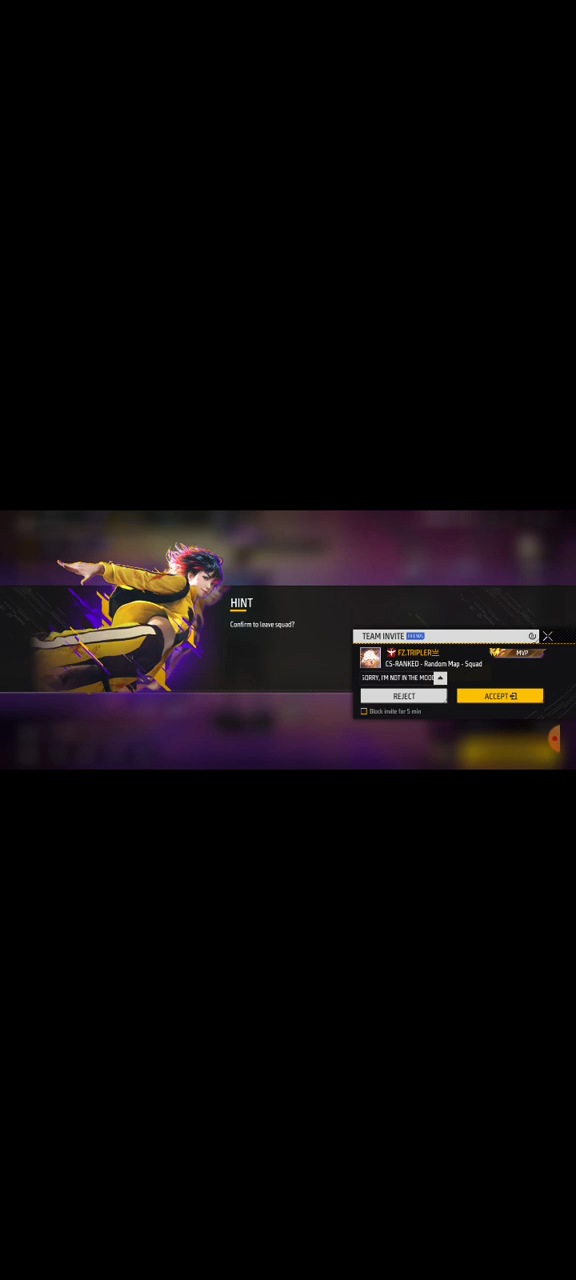 HINT
Confirm to leave squad?
TEAM INVITE FRIENDS
FZ.TRIPLER
MVP
CS-RANKED - Random Map - Squad
SORRY, I'M NOT IN THE MOOD
REJECT
ACCEPT
Block invite for 5 min